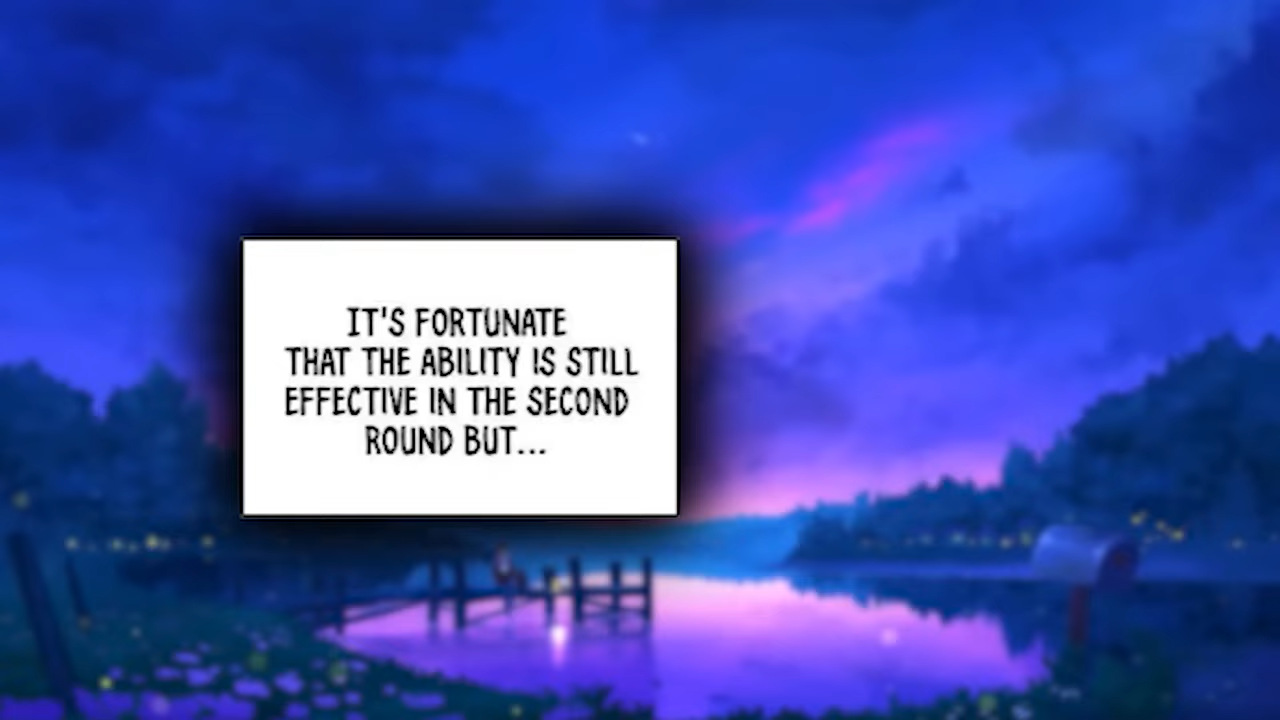 IT'S FORTUNATE
THAT THE ABILITY IS STILL
EFFECTIVE IN THE SECOND
ROUND BUT...